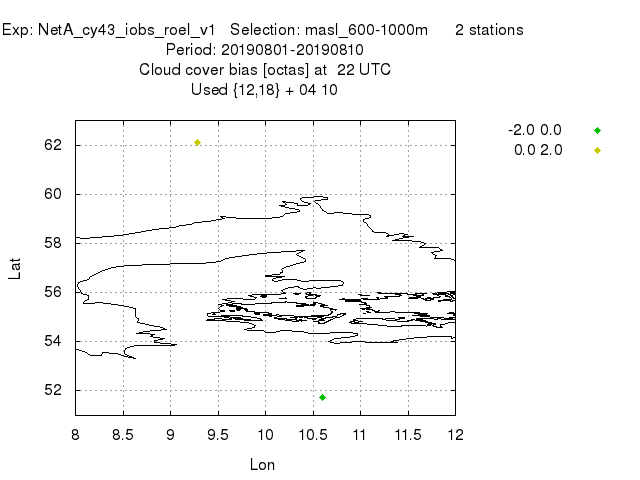 Exp: NetA_cy43_iobs_roel_v1   Selection: masl_600-1000m      2 stations
Period: 20190801-20190810
Cloud cover bias [octas] at  22 UTC
Used {12,18} + 04 10
-2.0 0.0
0.0 2.0
62
60
58
56
54
52
Lat
8 8.5 9 9.5 10 10.5 11 11.5 12
Lon